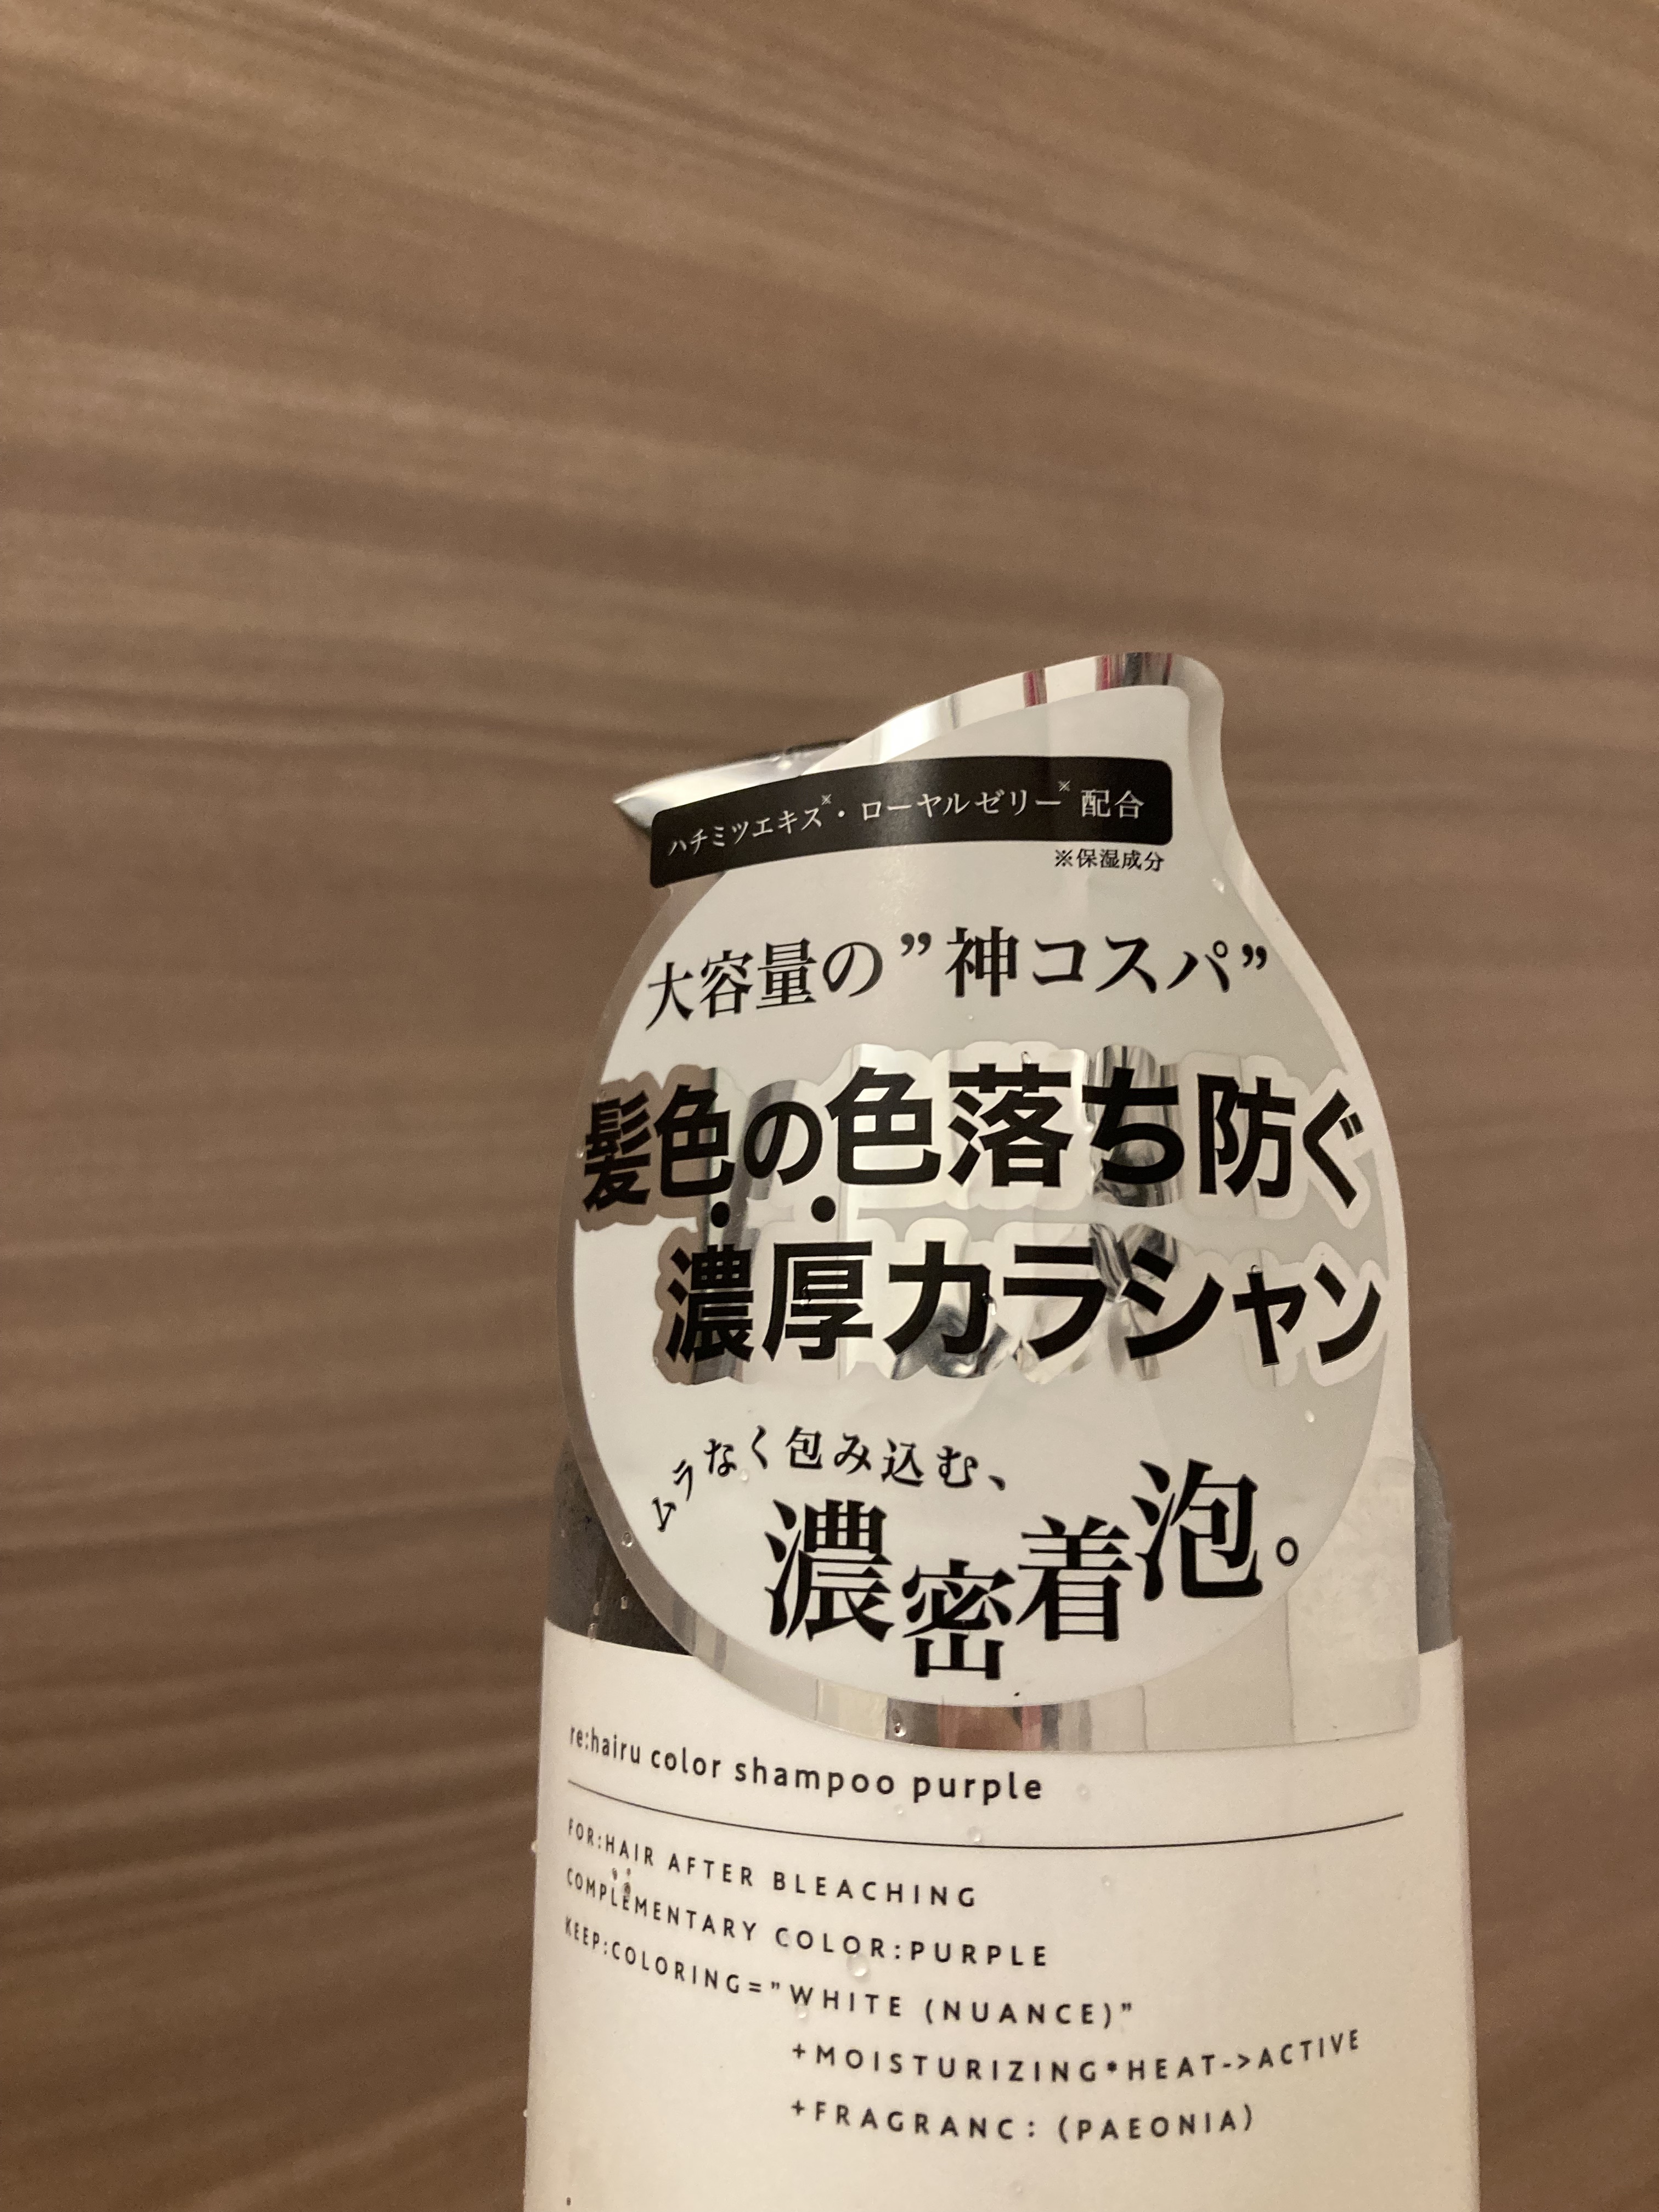 ハチミツエキス※・ローヤルゼリー※配合
※保湿成分
大容量の”神コスパ”
髪色の色落ち防ぐ
濃厚カラシャン
ムラなく包み込む、
濃密着泡。
re:hairu color shampoo purple
FOR:HAIR AFTER BLEACHING
COMPLEMENTARY COLOR:PURPLE
KEEP:COLORING=”WHITE (NUANCE)”
+MOISTURIZING*HEAT->ACTIVE
+FRAGRANC: (PAEONIA)